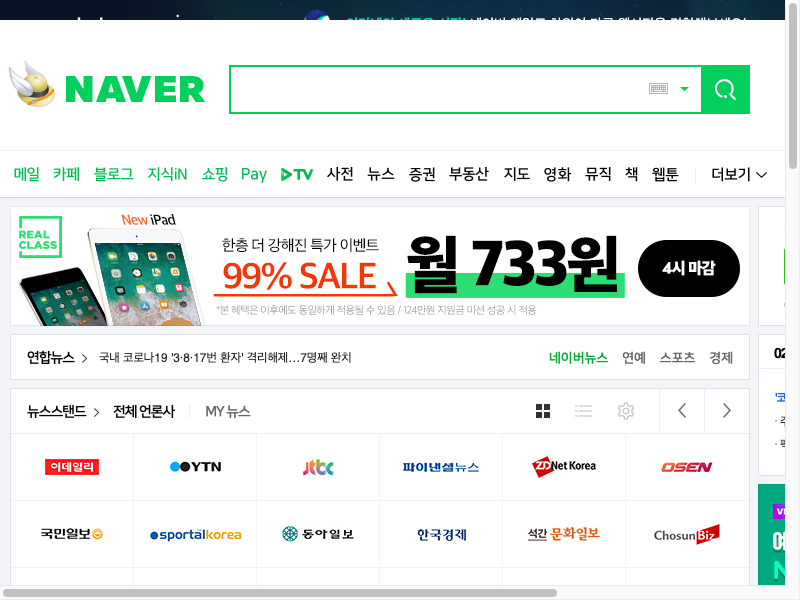 NAVER
메일 카페 블로그 지식iN 쇼핑 Pay TV 사전 뉴스 증권 부동산 지도 영화 뮤직 책 웹툰 더보기
REAL CLASS
New iPad
한층 더 강해진 특가 이벤트
99% SALE
월 733원
4시 마감
*본 혜택은 이후에도 동일하게 적용될 수 있음 / 124만원 지원금 미션 성공 시 적용
연합뉴스 국내 코로나19 '3·8·17번 환자' 격리해제...7명째 완치
네이버뉴스 연예 스포츠 경제
뉴스스탠드 전체 언론사 MY 뉴스
이데일리 YTN jtbc 파이낸셜뉴스 ZDNet Korea OSEN
국민일보 sportalkorea 동아일보 한국경제 석간 문화일보 ChosunBiz